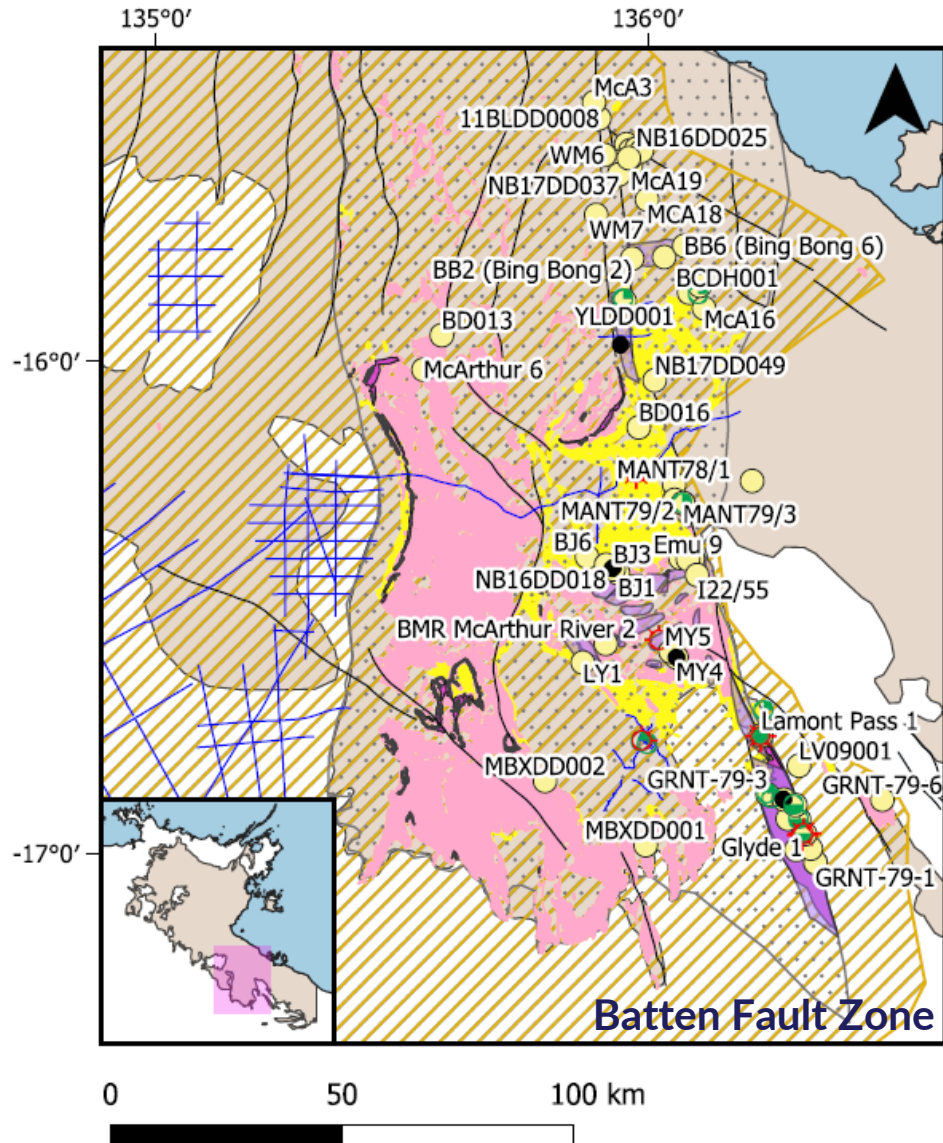 135°0' 136°0'
McA3
11BLDD0008
NB16DD025
WM6
NB17DD037 McA19
MCA18
WM7
BB6 (Bing Bong 6)
BB2 (Bing Bong 2)
BCDH001
YLDD001
McA16
BD013
-16°0'
McArthur 6
NB17DD049
BD016
MANT78/1
MANT79/2 MANT79/3
BJ6 BJ3 Emu 9
NB16DD018 BJ1 I22/55
BMR McArthur River 2 MY5
LY1 MY4
Lamont Pass 1
LV09001
MBXDD002
GRNT-79-3 GRNT-79-6
MBXDD001
-17°0'
Glyde 1
GRNT-79-1
Batten Fault Zone
0 50 100 km